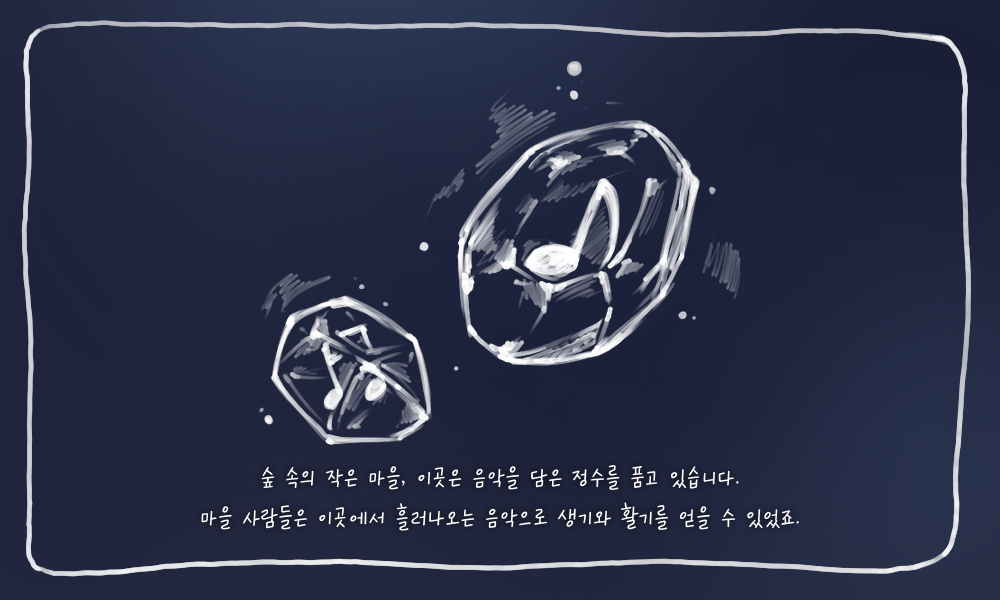 숲 속의 작은 마을, 이곳은 음악을 담은 정수를 품고 있습니다.
마을 사람들은 이곳에서 흘러나오는 음악으로 생기와 활기를 얻을 수 있었죠.